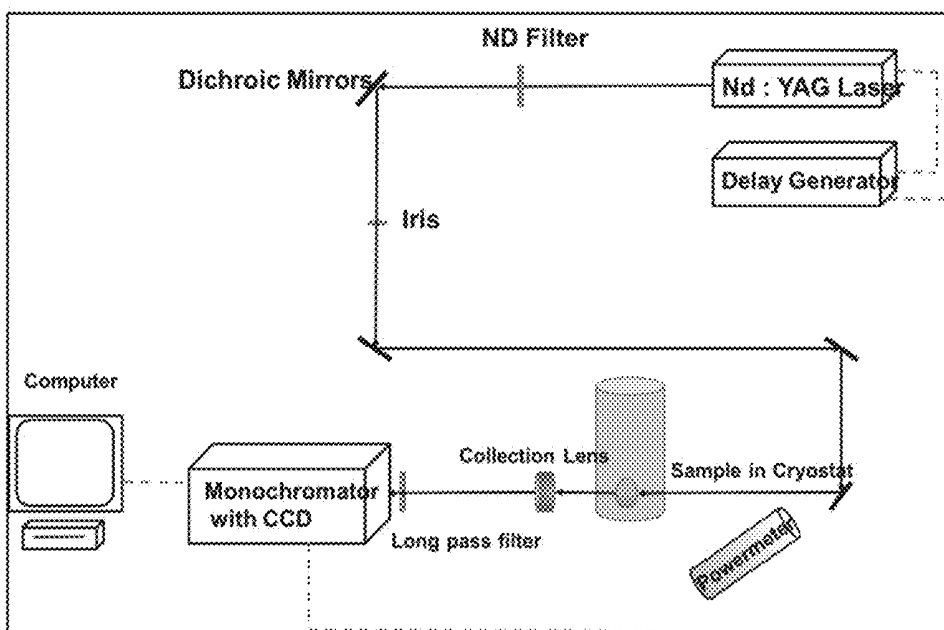 ND Filter
Dichroic Mirrors
Nd : YAG Laser
Delay Generator
Iris
Computer
Collection Lens
Sample in Cryostat
Monochromator
with CCD
Long pass filter
Powermeter